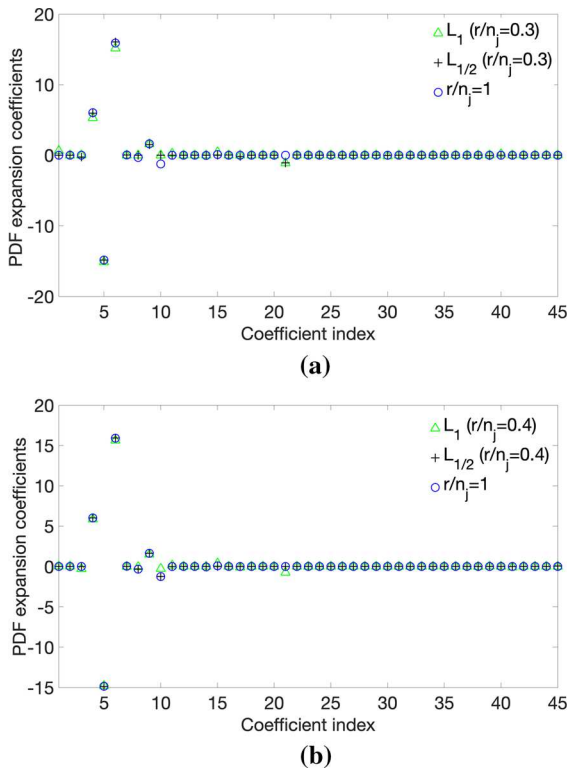 20
10
0
-10
-20
PDF expansion coefficients
L1 (r/nj=0.3)
L1/2 (r/nj=0.3)
r/nj=1
5 10 15 20 25 30 35 40 45
Coefficient index
(a)
20
15
10
5
0
-5
-10
-15
PDF expansion coefficients
L1 (r/nj=0.4)
L1/2 (r/nj=0.4)
r/nj=1
5 10 15 20 25 30 35 40 45
Coefficient index
(b)